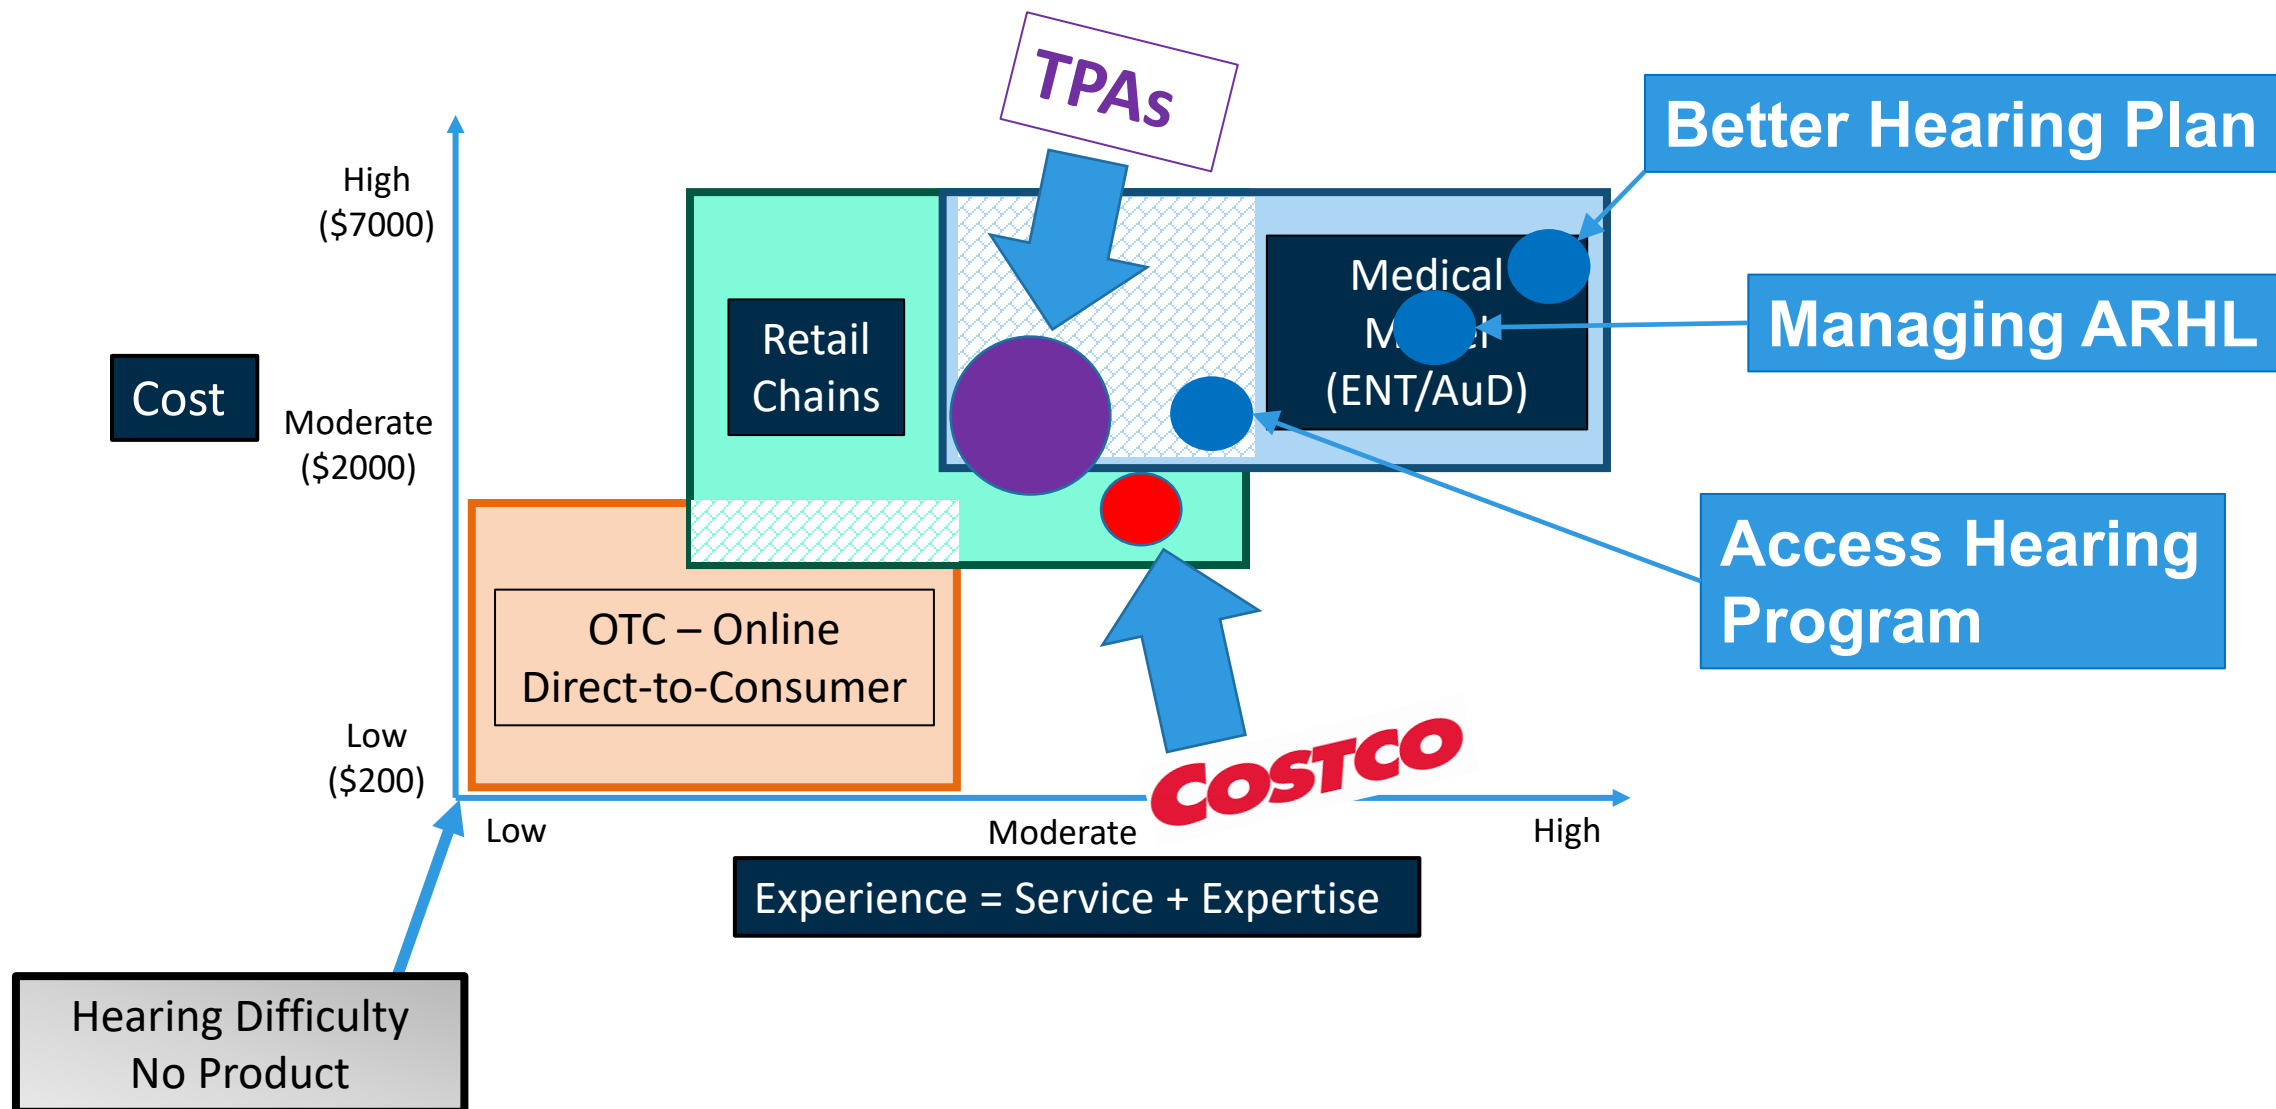 TPAs
Better Hearing Plan
High
($7000)
Medical
M el
(ENT/AuD)
Managing ARHL
Retail
Chains
Cost
Moderate
($2000)
Access Hearing
Program
OTC – Online
Direct-to-Consumer
Low
($200)
COSTCO
Low
Moderate
High
Experience = Service + Expertise
Hearing Difficulty
No Product